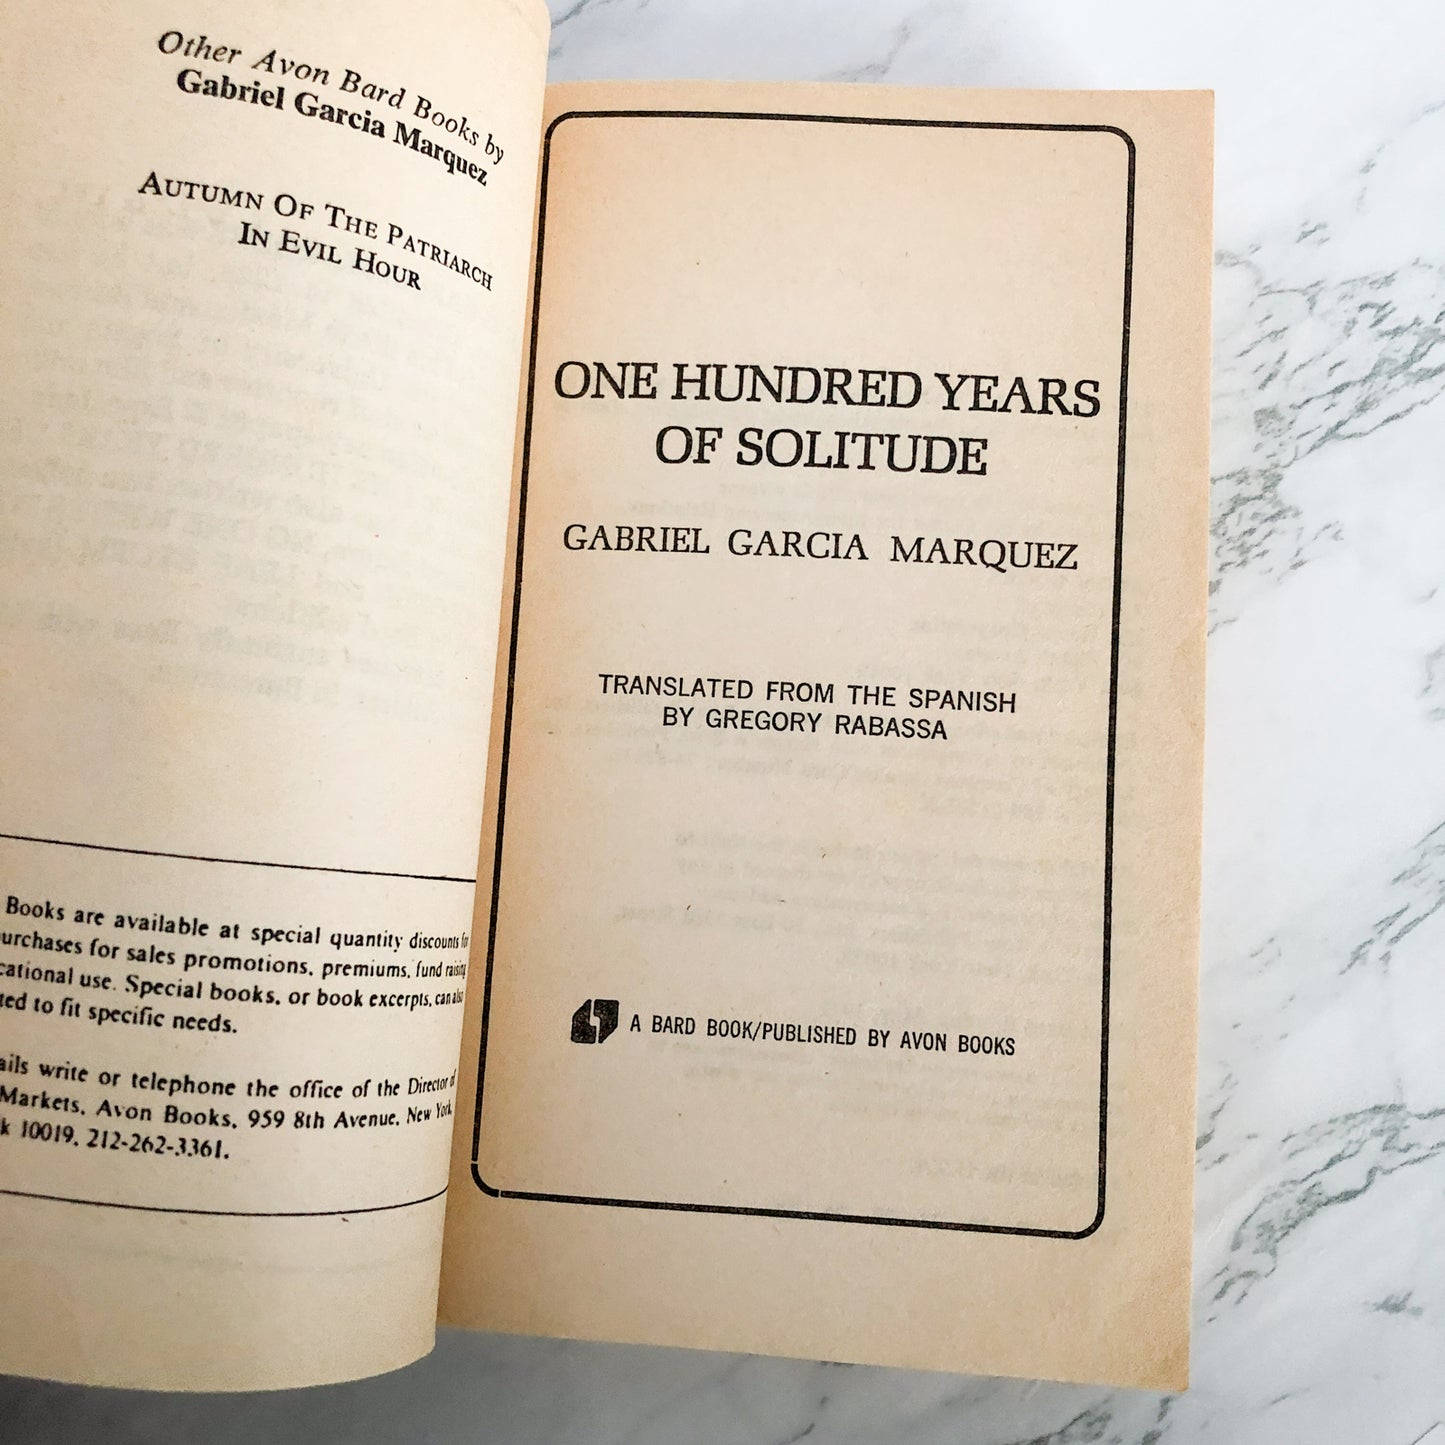 Other Avon Bard Books by
Gabriel Garcia Marquez
AUTUMN OF THE PATRIARCH
IN EVIL HOUR
Books are available at special quantity discounts for
urchases for sales promotions, premiums, fund raising
cational use. Special books, or book excerpts, can also
ted to fit specific needs.
ails write or telephone the office of the Director of
Markets, Avon Books, 959 8th Avenue, New York,
k 10019, 212-262-3361.
ONE HUNDRED YEARS
OF SOLITUDE
GABRIEL GARCIA MARQUEZ
TRANSLATED FROM THE SPANISH
BY GREGORY RABASSA
A BARD BOOK/PUBLISHED BY AVON BOOKS